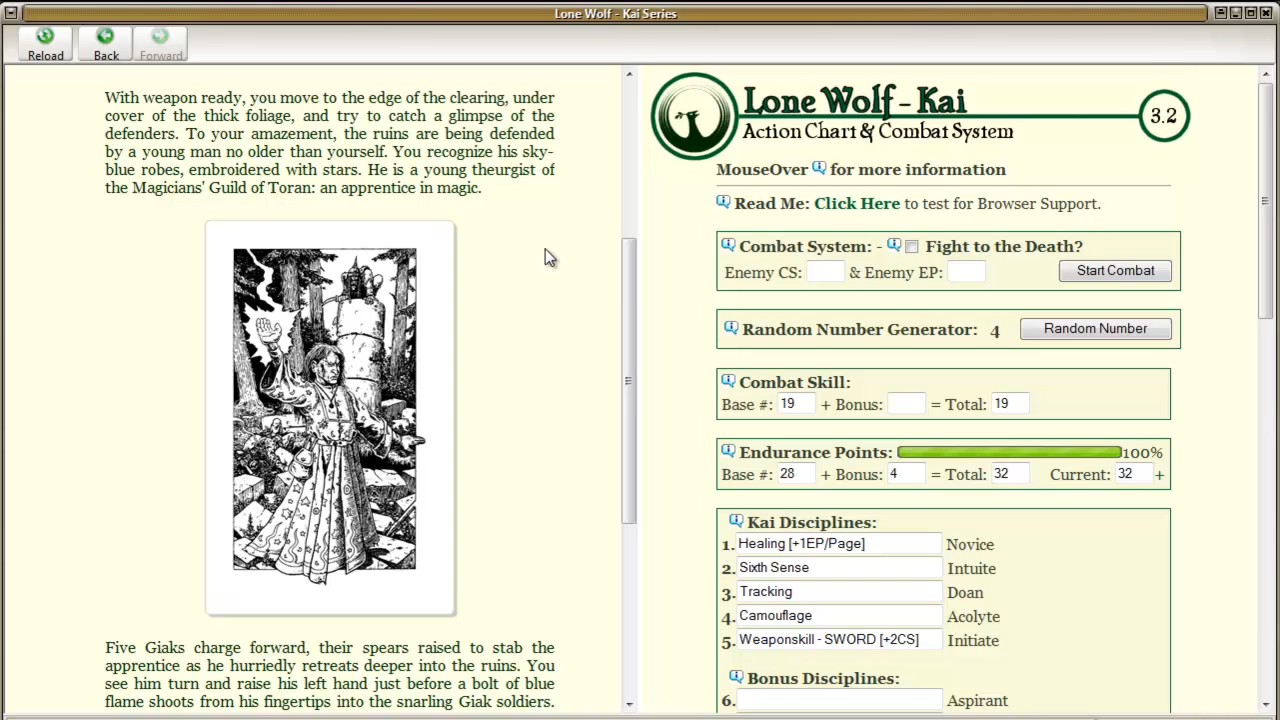 Lone Wolf - Kai Series
Reload
Back
Forward
With weapon ready, you move to the edge of the clearing, under
cover of the thick foliage, and try to catch a glimpse of the
defenders. To your amazement, the ruins are being defended
by a young man no older than yourself. You recognize his sky-
blue robes, embroidered with stars. He is a young theurgist of
the Magicians' Guild of Toran: an apprentice in magic.
Five Giaks charge forward, their spears raised to stab the
apprentice as he hurriedly retreats deeper into the ruins. You
see him turn and raise his left hand just before a bolt of blue
flame shoots from his fingertips into the snarling Giak soldiers.
Lone Wolf - Kai
Action Chart & Combat System
3.2
MouseOver for more information
Read Me: Click Here to test for Browser Support.
Combat System: - Fight to the Death?
Enemy CS: & Enemy EP: Start Combat
Random Number Generator: 4 Random Number
Combat Skill:
Base #: 19 + Bonus: = Total: 19
Endurance Points: 100%
Base #: 28 + Bonus: 4 = Total: 32 Current: 32 +
Kai Disciplines:
1. Healing [+1EP/Page] Novice
2. Sixth Sense Intuite
3. Tracking Doan
4. Camouflage Acolyte
5. Weaponskill - SWORD [+2CS] Initiate
Bonus Disciplines:
6. Aspirant